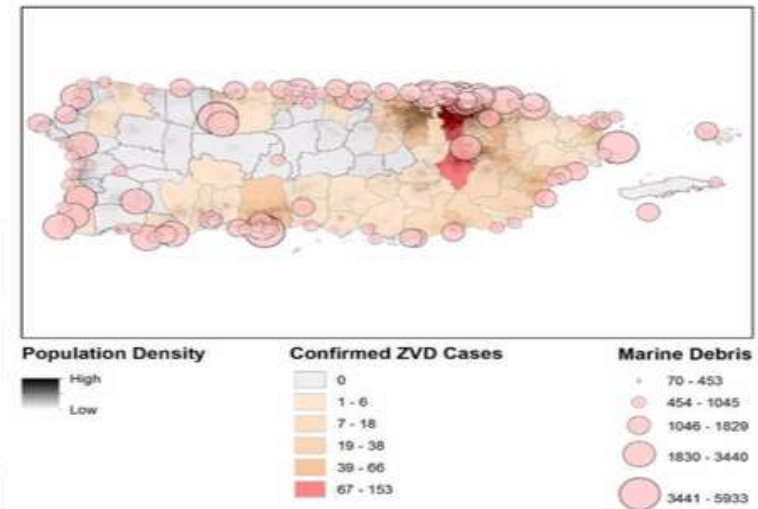 Population Density
High
Low
Confirmed ZVD Cases
0
1 - 6
7 - 18
19 - 38
39 - 66
67 - 153
Marine Debris
70 - 453
454 - 1045
1046 - 1829
1830 - 3440
3441 - 5933